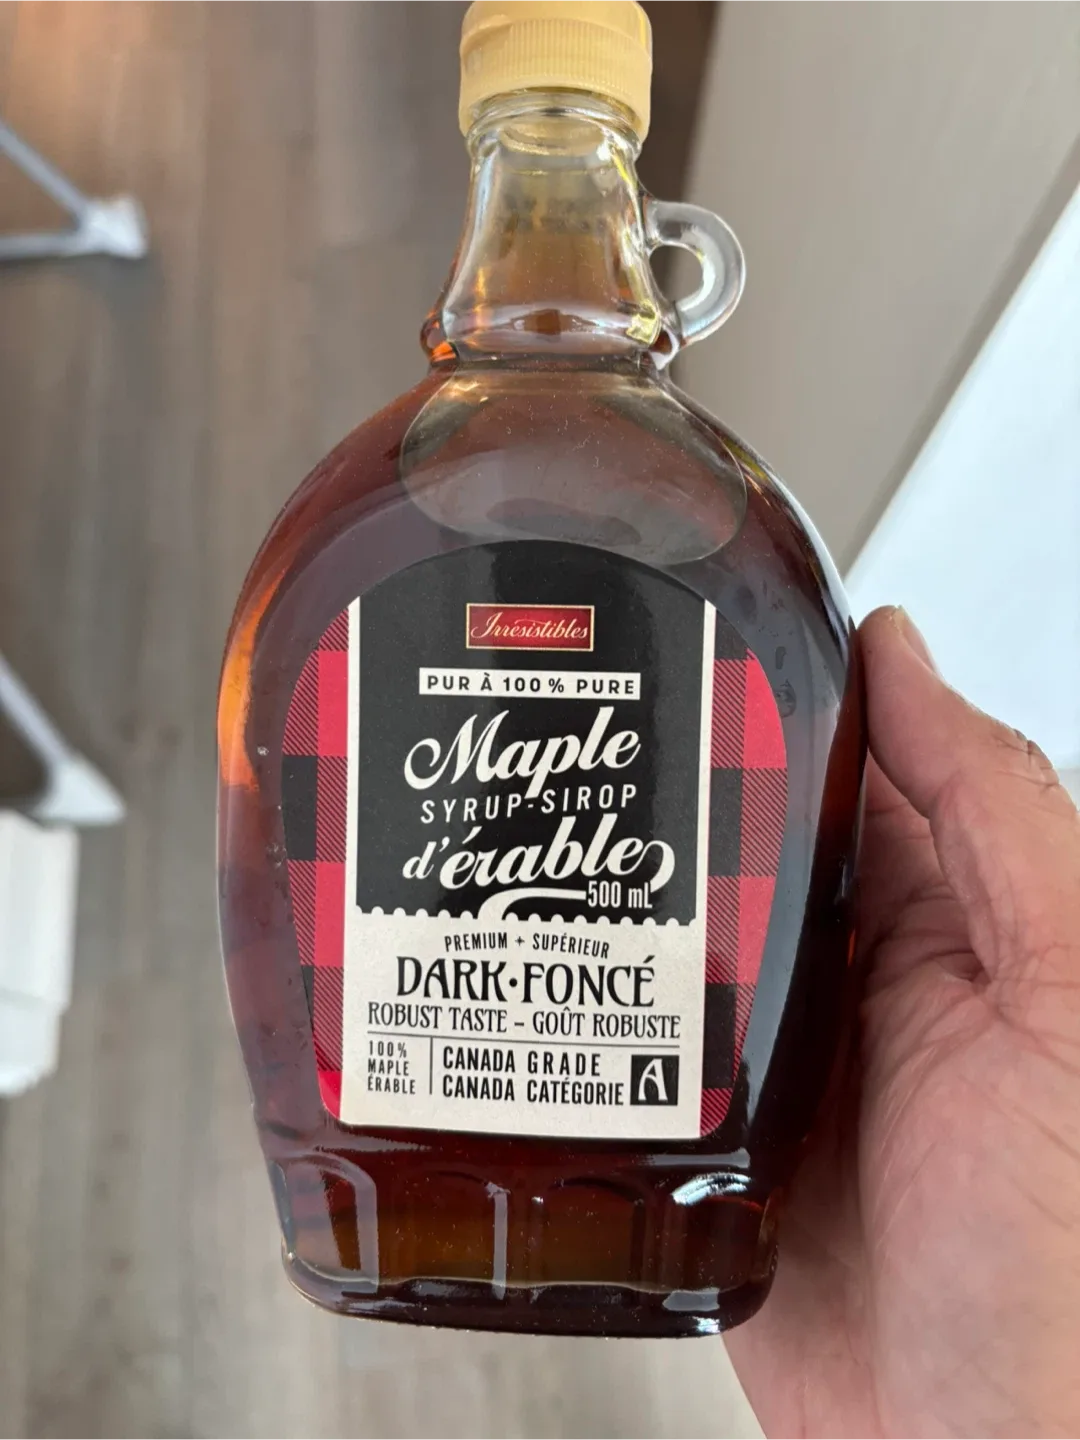 Irresistibles
PUR À 100 % PURE
Maple
SYRUP-SIROP
d'érable
500 mL
PREMIUM + SUPÉRIEUR
DARK·FONCÉ
ROBUST TASTE – GOÛT ROBUSTE
100%
MAPLE
ÉRABLE
CANADA GRADE
CANADA CATÉGORIE
A